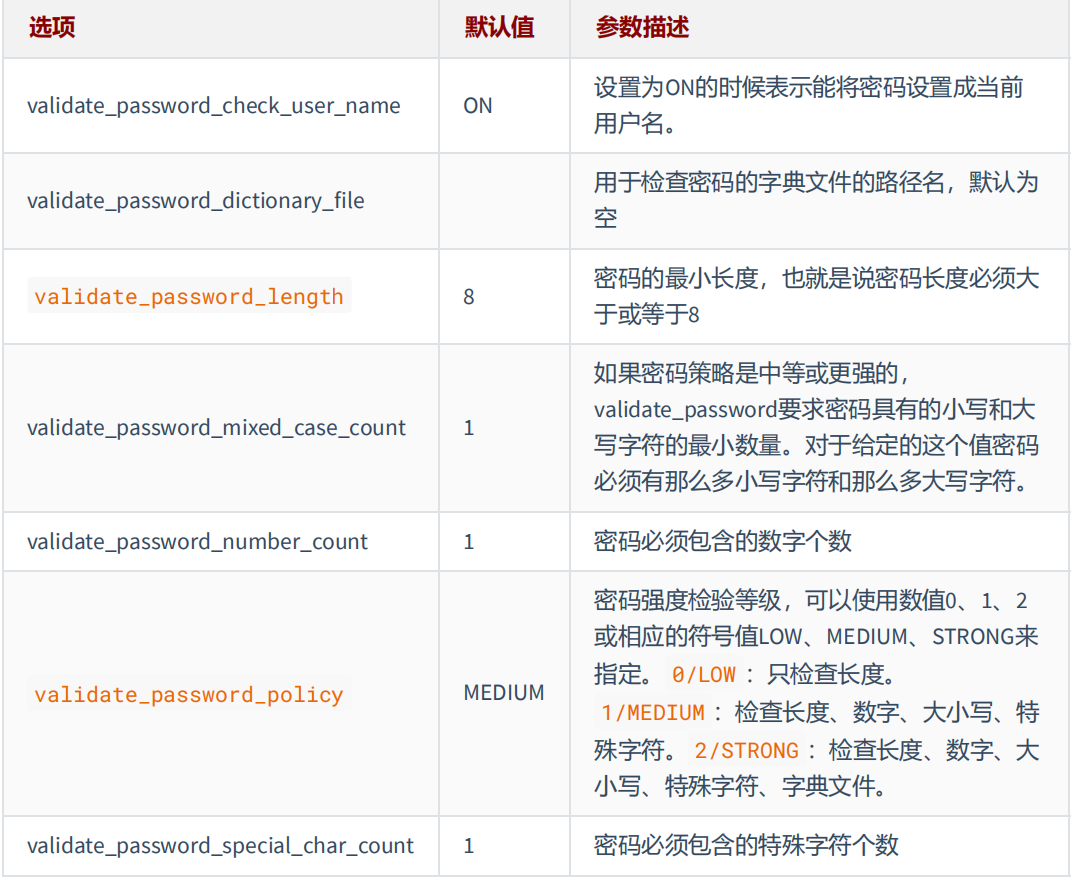 选项 默认值 参数描述
validate_password_check_user_name ON 设置为ON的时候表示能将密码设置成当前
用户名。
validate_password_dictionary_file 用于检查密码的字典文件的路径名，默认为
空
validate_password_length 8 密码的最小长度，也就是说密码长度必须大
于或等于8
validate_password_mixed_case_count 1 如果密码策略是中等或更强的，
validate_password要求密码具有的小写和大
写字符的最小数量。对于给定的这个值密码
必须有那么多小写字符和那么多大写字符。
validate_password_number_count 1 密码必须包含的数字个数
validate_password_policy MEDIUM 密码强度检验等级，可以使用数值0、1、2
或相应的符号值LOW、MEDIUM、STRONG来
指定。 0/LOW ：只检查长度。
1/MEDIUM ：检查长度、数字、大小写、特
殊字符。 2/STRONG ：检查长度、数字、大
小写、特殊字符、字典文件。
validate_password_special_char_count 1 密码必须包含的特殊字符个数